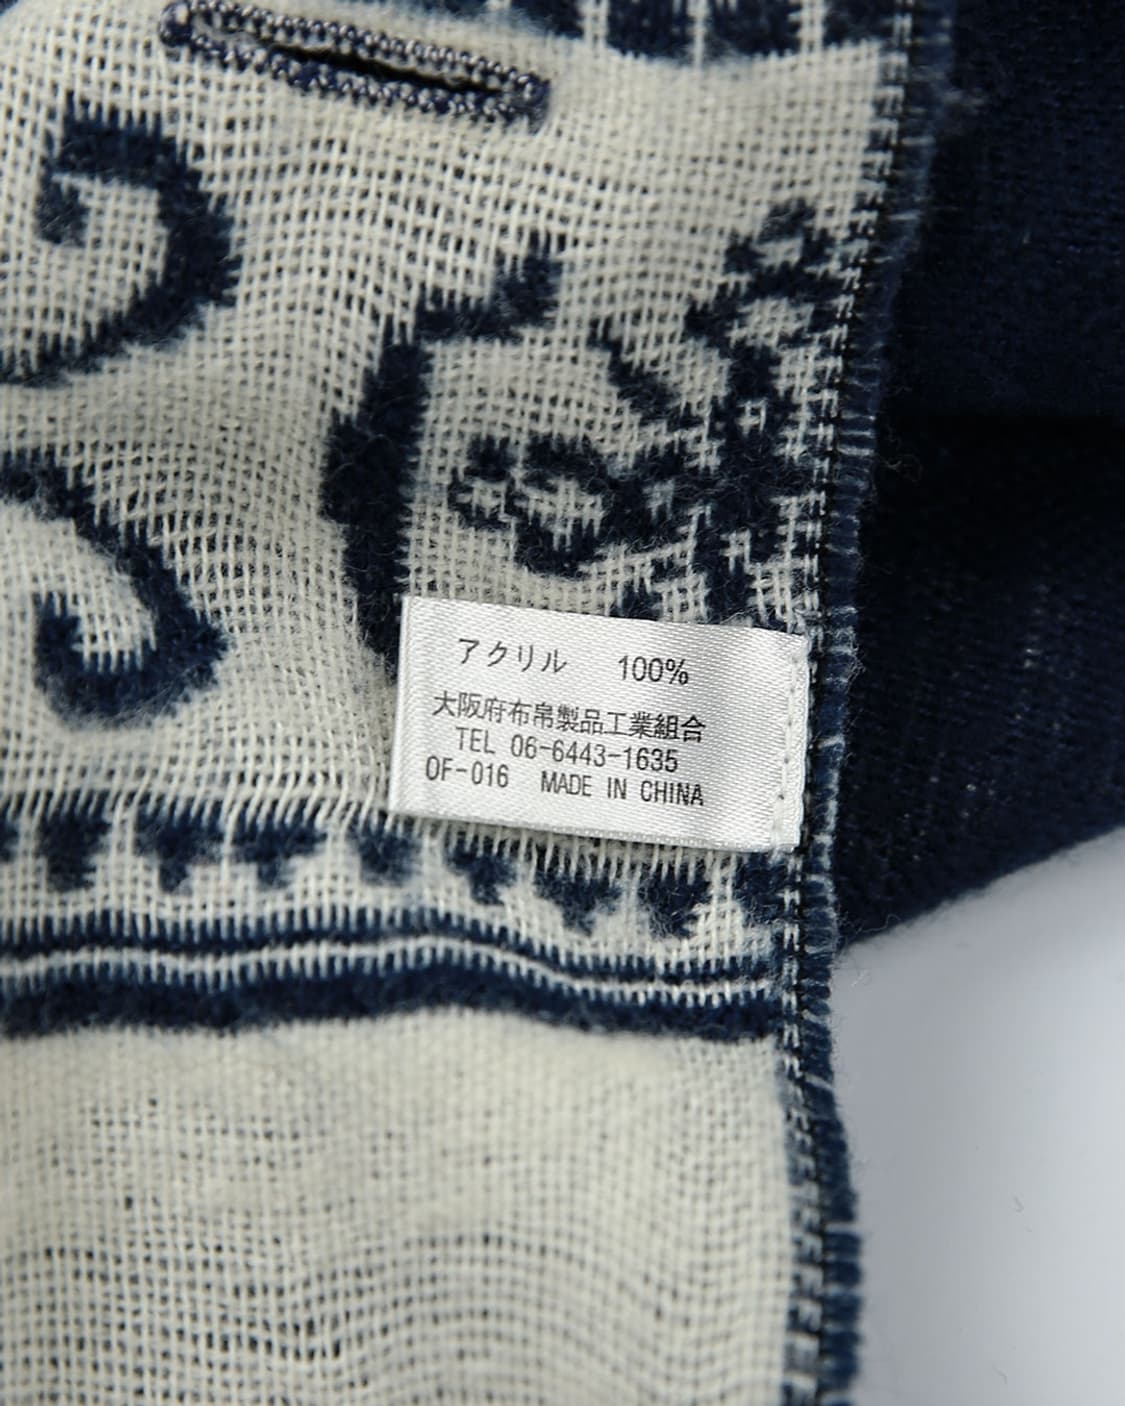 アクリル 100%
大阪府布帛製品工業組合
TEL 06-6443-1635
OF-016 MADE IN CHINA